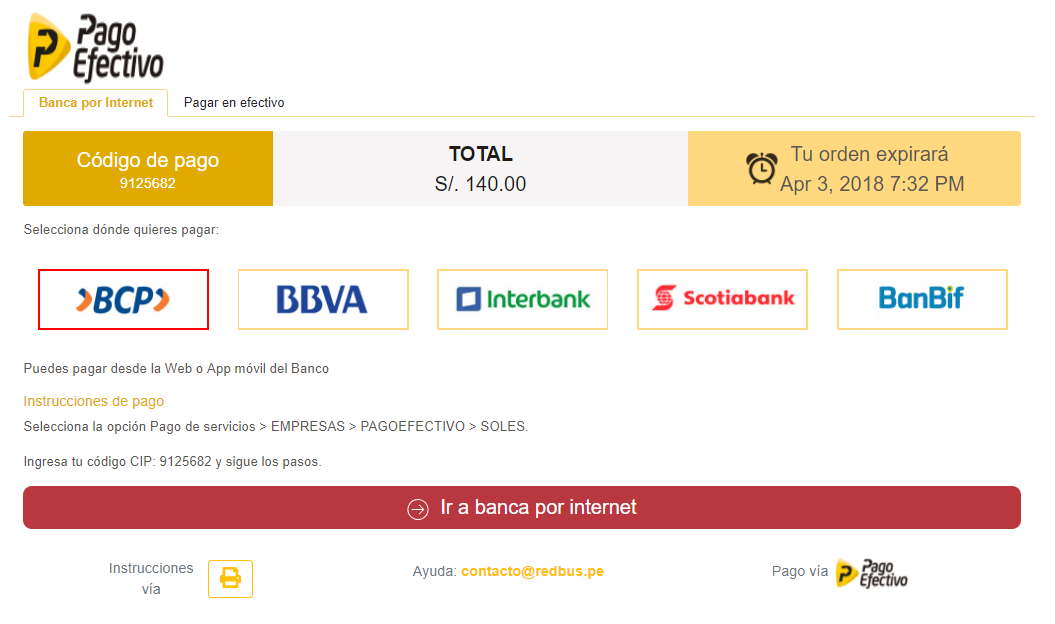 Pago
Efectivo
Banca por Internet Pagar en efectivo
Código de pago
9125682
TOTAL
S/. 140.00
Tu orden expirará
Apr 3, 2018 7:32 PM
Selecciona dónde quieres pagar:
BCP BBVA Interbank Scotiabank BanBif
Puedes pagar desde la Web o App móvil del Banco
Instrucciones de pago
Selecciona la opción Pago de servicios > EMPRESAS > PAGOEFECTIVO > SOLES.
Ingresa tu código CIP: 9125682 y sigue los pasos.
Ir a banca por internet
Instrucciones
vía
Ayuda: contacto@redbus.pe
Pago vía Pago
Efectivo